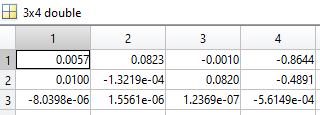 3x4 double
1 2 3 4
1 0.0057 0.0823 -0.0010 -0.8644
2 0.0100 -1.3219e-04 0.0820 -0.4891
3 -8.0398e-06 1.5561e-06 1.2369e-07 -5.6149e-04